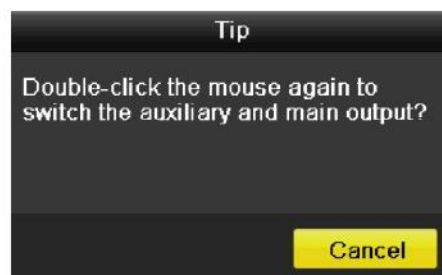 Tip
Double-click the mouse again to
switch the auxiliary and main output?
Cancel